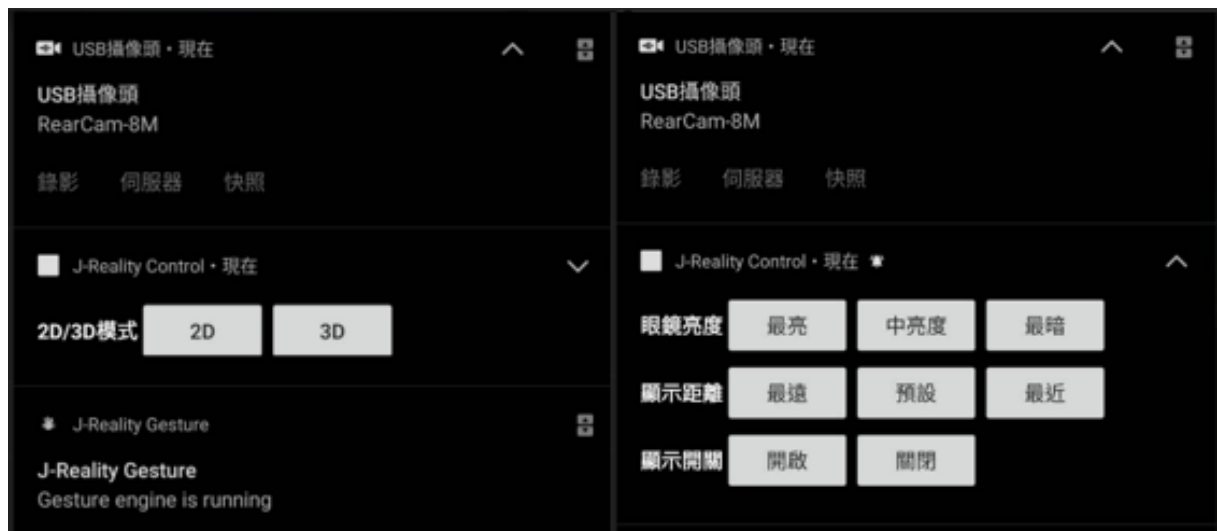 USB攝像頭・現在
USB攝像頭
RearCam-8M
錄影 伺服器 快照
J-Reality Control・現在
2D/3D模式 2D 3D
J-Reality Gesture
J-Reality Gesture
Gesture engine is running
USB攝像頭・現在
USB攝像頭
RearCam-8M
錄影 伺服器 快照
J-Reality Control・現在
眼鏡亮度 最亮 中亮度 最暗
顯示距離 最遠 預設 最近
顯示開關 開啟 關閉